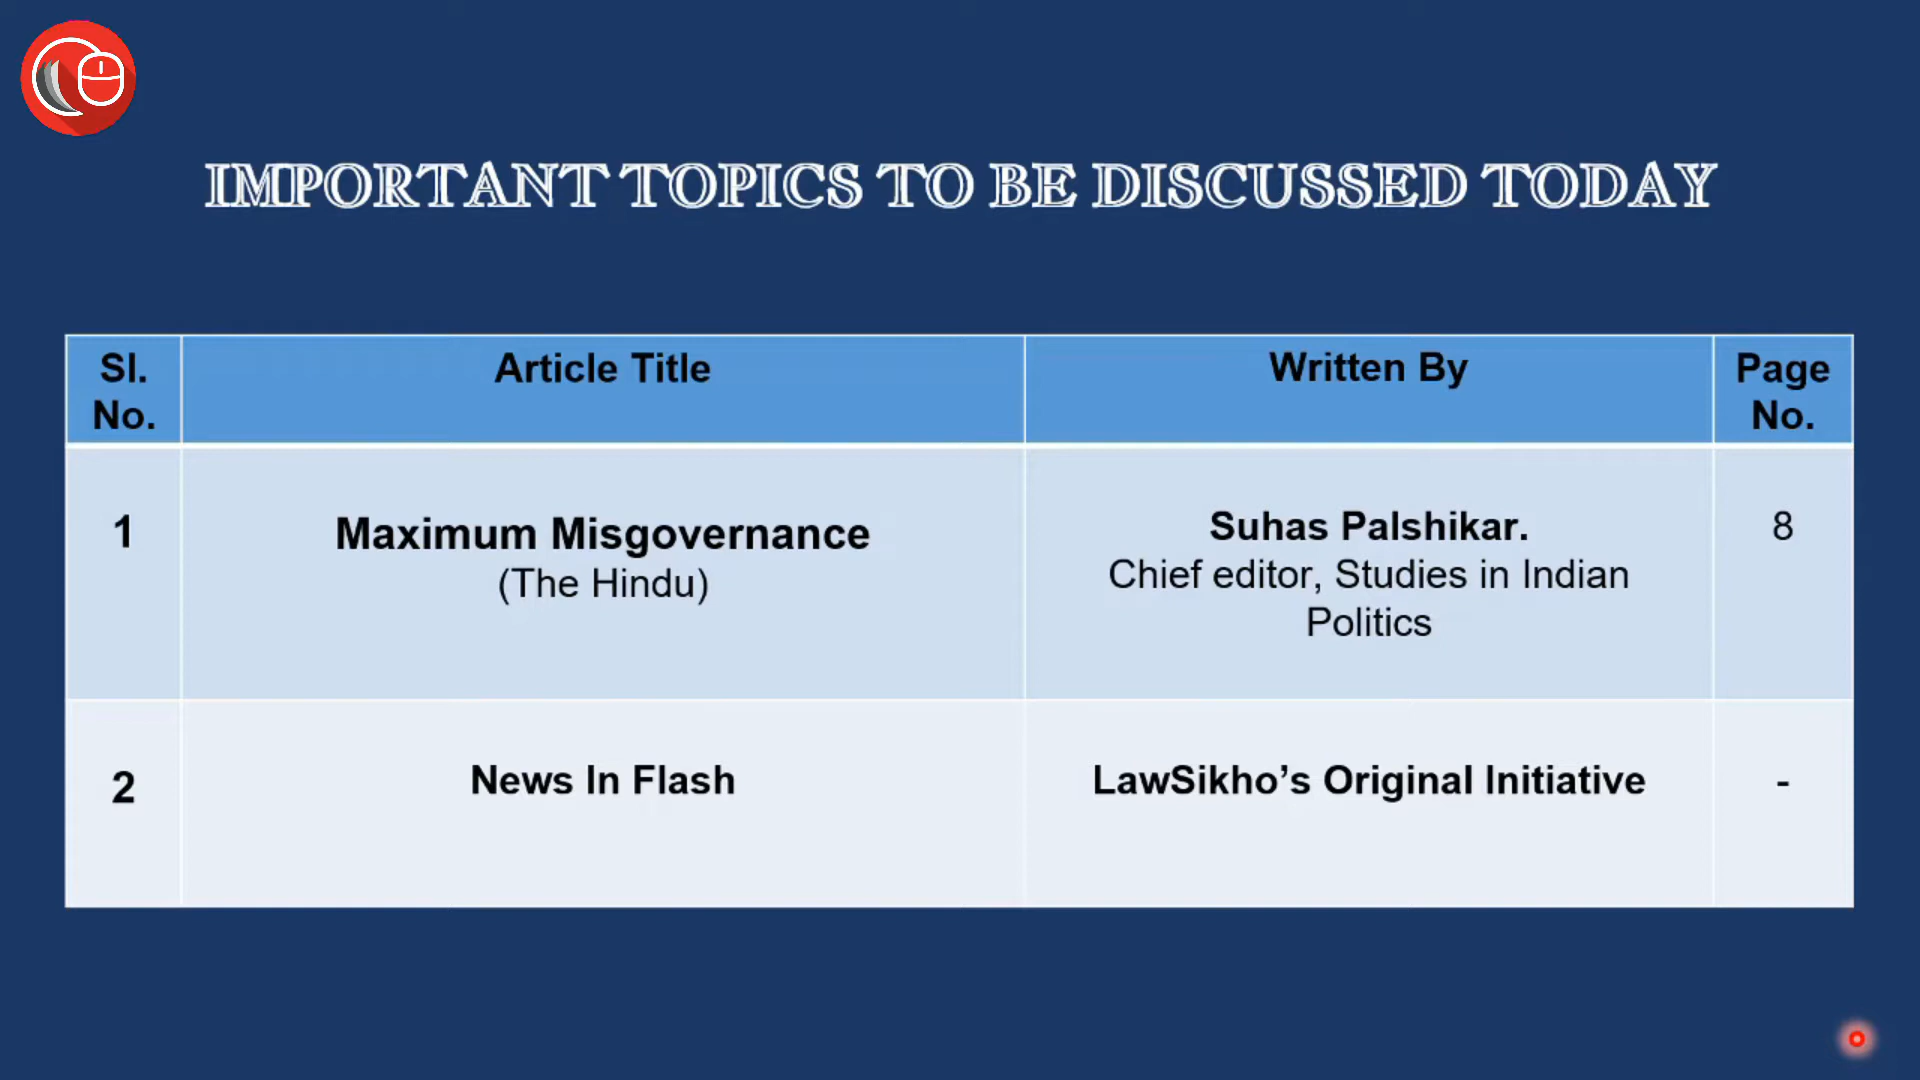 IMPORTANT TOPICS TO BE DISCUSSED TODAY
Sl. No.
Article Title
Written By
Page No.
1
Maximum Misgovernance
(The Hindu)
Suhas Palshikar.
Chief editor, Studies in Indian
Politics
8
2
News In Flash
LawSikho’s Original Initiative
-